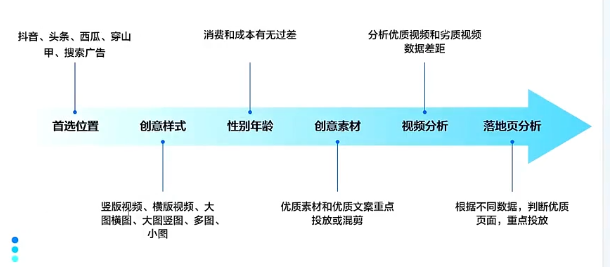 抖音、头条、西瓜、穿山
甲、搜索广告
消费和成本有无过差
分析优质视频和劣质视频
数据差距
首选位置
创意样式
性别年龄
创意素材
视频分析
落地页分析
竖版视频、横版视频、大
图横图、大图竖图、多图、
小图
优质素材和优质文案重点
投放或混剪
根据不同数据，判断优质
页面，重点投放